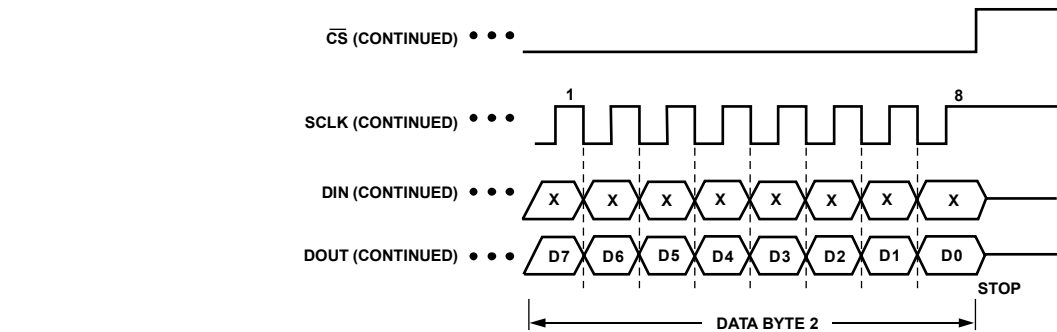 C̅S̅ (CONTINUED)
1 8
SCLK (CONTINUED)
DIN (CONTINUED) X X X X X X X X
DOUT (CONTINUED) D7 D6 D5 D4 D3 D2 D1 D0
STOP
DATA BYTE 2